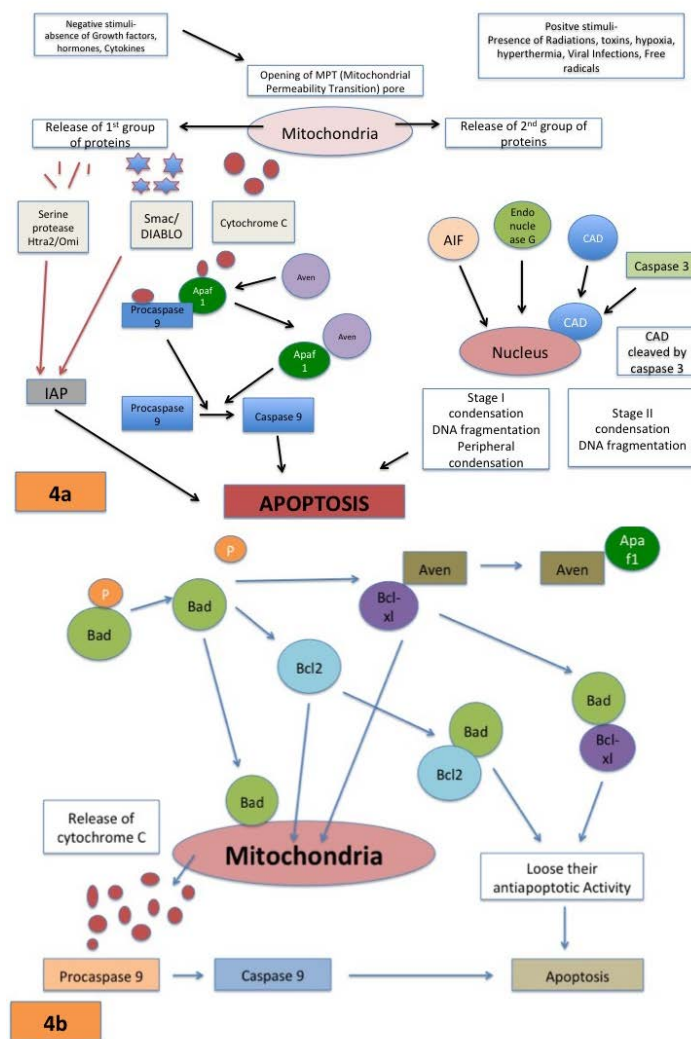 Negative stimuli-
absence of Growth factors,
hormones, Cytokines
Positve stimuli-
Presence of Radiations, toxins, hypoxia,
hyperthermia, Viral Infections, Free
radicals
Opening of MPT (Mitochondrial
Permeability Transition) pore
Release of 1st group
of proteins
Mitochondria
Release of 2nd group of
proteins
Serine
protease
Htra2/Omi
Smac/
DIABLO
Cytochrome C
AIF
Endo
nucle
ase G
CAD
Caspase 3
Apaf
1
Aven
Procaspase
9
CAD
Nucleus
CAD
cleaved by
caspase 3
Aven
Apaf
1
IAP
Procaspase
9
Caspase 9
Stage I
condensation
DNA fragmentation
Peripheral
condensation
Stage II
condensation
DNA fragmentation
4a
APOPTOSIS
P
P
Bad
Bad
Aven
Bcl-
xl
Aven
Apa
f1
Bcl2
Bad
Bcl2
Bad
Bcl-
xl
Bad
Release of
cytochrome C
Mitochondria
Loose their
antiapoptotic Activity
Procaspase 9
Caspase 9
Apoptosis
4b